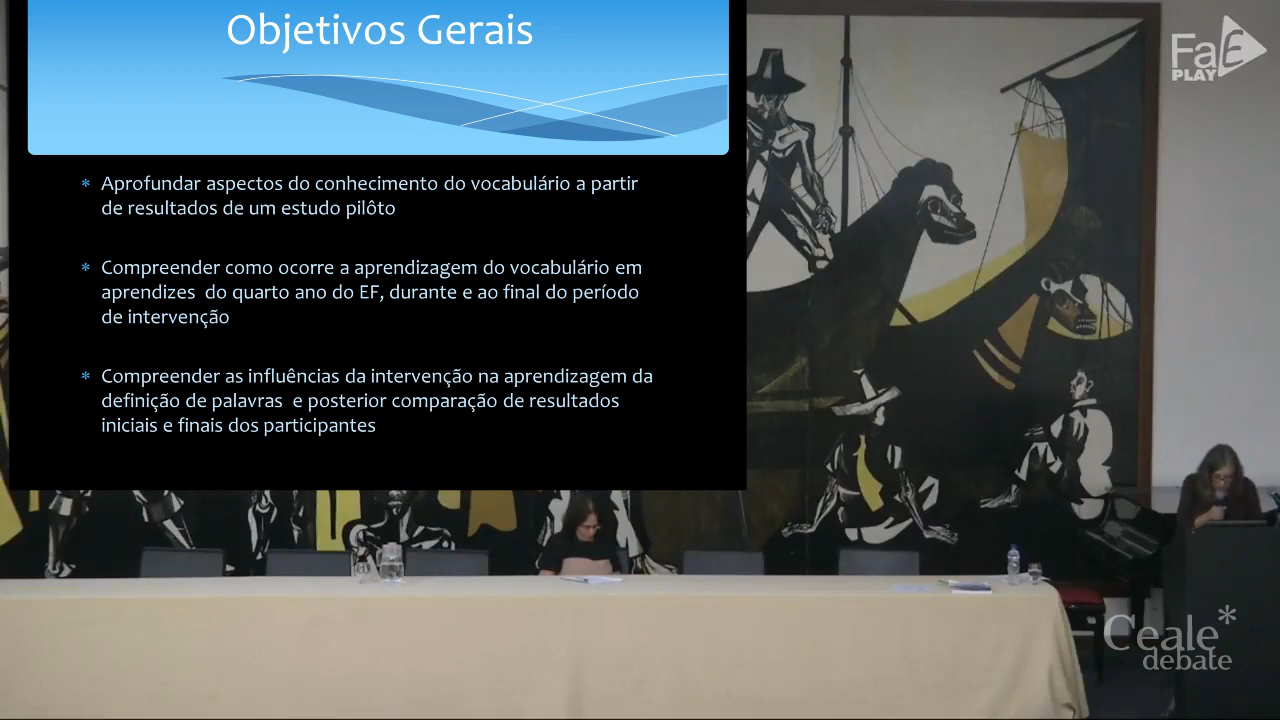 Objetivos Gerais
FaE
PLAY
* Aprofundar aspectos do conhecimento do vocabulário a partir
de resultados de um estudo pilôto
* Compreender como ocorre a aprendizagem do vocabulário em
aprendizes do quarto ano do EF, durante e ao final do período
de intervenção
* Compreender as influências da intervenção na aprendizagem da
definição de palavras e posterior comparação de resultados
iniciais e finais dos participantes
Ceale*
debate